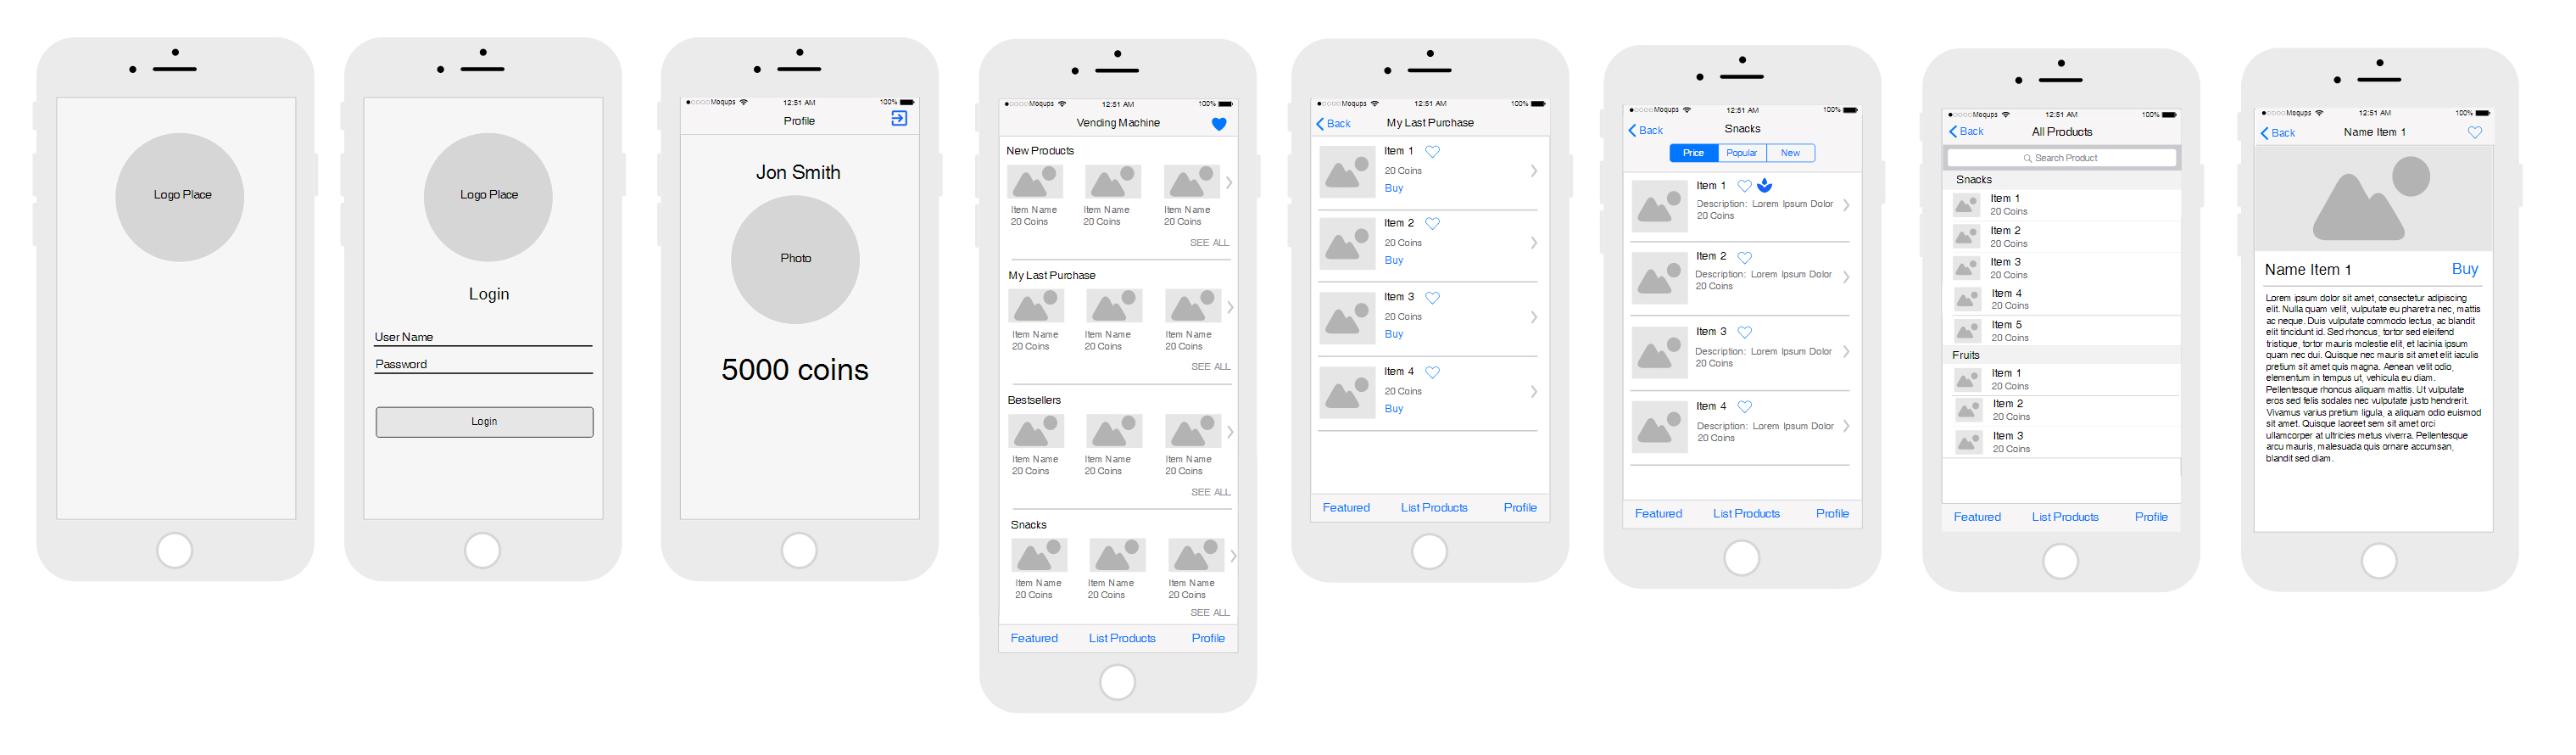 Logo Place
Logo Place
Login
User Name
Password
Login
Moqups 12:51 AM 100%
Profile
Jon Smith
Photo
5000 coins
Moqups 12:51 AM 100%
Vending Machine
New Products
Item Name Item Name Item Name
20 Coins 20 Coins 20 Coins
SEE ALL
My Last Purchase
Item Name Item Name Item Name
20 Coins 20 Coins 20 Coins
SEE ALL
Bestsellers
Item Name Item Name Item Name
20 Coins 20 Coins 20 Coins
SEE ALL
Snacks
Item Name Item Name Item Name
20 Coins 20 Coins 20 Coins
SEE ALL
Featured List Products Profile
Moqups 12:51 AM 100%
Back My Last Purchase
Item 1
20 Coins
Buy
Item 2
20 Coins
Buy
Item 3
20 Coins
Buy
Item 4
20 Coins
Buy
Featured List Products Profile
Moqups 12:51 AM 100%
Back Snacks
Price Popular New
Item 1
Description: Lorem Ipsum Dolor
20 Coins
Item 2
Description: Lorem Ipsum Dolor
20 Coins
Item 3
Description: Lorem Ipsum Dolor
20 Coins
Item 4
Description: Lorem Ipsum Dolor
20 Coins
Featured List Products Profile
Moqups 12:51 AM 100%
Back All Products
Search Product
Snacks
Item 1
20 Coins
Item 2
20 Coins
Item 3
20 Coins
Item 4
20 Coins
Item 5
20 Coins
Fruits
Item 1
20 Coins
Item 2
20 Coins
Item 3
20 Coins
Featured List Products Profile
Moqups 12:51 AM 100%
Back Name Item 1
Name Item 1 Buy
Lorem ipsum dolor sit amet, consectetur adipiscing
elit. Nulla quam velit, vulputate eu pharetra nec, mattis
ac neque. Duis vulputate commodo lectus, ac blandit
elit tincidunt id. Sed rhoncus, tortor sed eleifend
tristique, tortor mauris molestie elit, et lacinia ipsum
quam nec dui. Quisque nec mauris sit amet elit iaculis
pretium sit amet quis magna. Aenean velit odio,
elementum in tempus ut, vehicula eu diam.
Pellentesque rhoncus aliquam mattis. Ut vulputate
eros sed felis sodales nec vulputate justo hendrerit.
Vivamus varius pretium ligula, a aliquam odio euismod
sit amet. Quisque laoreet sem sit amet orci
ullamcorper at ultricies metus viverra. Pellentesque
arcu mauris, malesuada quis ornare accumsan,
blandit sed diam.